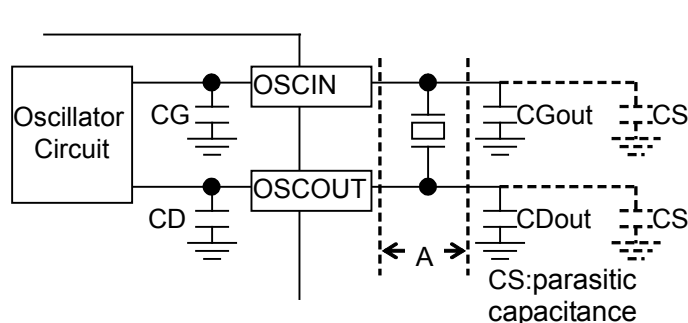 OSCIN
CG
CGout
CS
Oscillator
Circuit
OSCOUT
CD
CDout
CS
A
CS:parasitic
capacitance